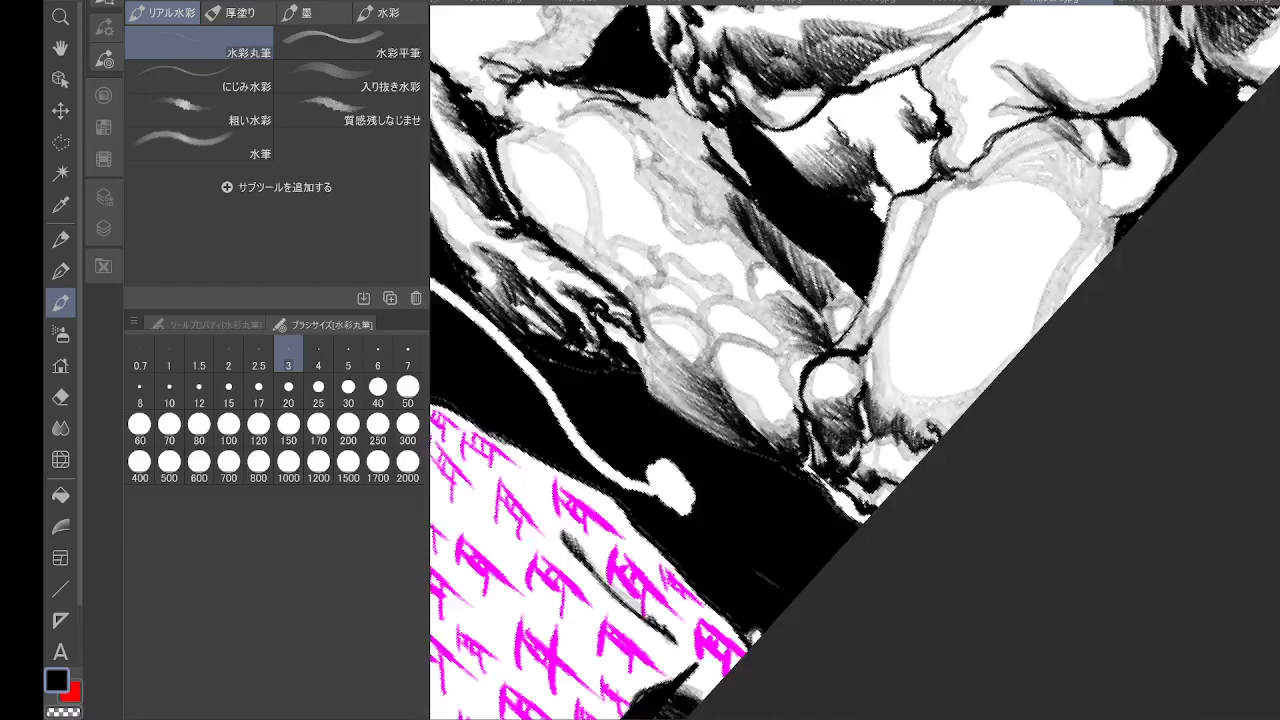 リアル水彩 厚塗り 墨 水彩
水彩丸筆 水彩平筆
にじみ水彩 入り抜き水彩
粗い水彩 質感残しなじませ
水筆
サブツールを追加する
ツールプロパティ[水彩丸筆] ブラシサイズ[水彩丸筆]
0.7 1 1.5 2 2.5 3 4 5 6 7
8 10 12 15 17 20 25 30 40 50
60 70 80 100 120 150 170 200 250 300
400 500 600 700 800 1000 1200 1500 1700 2000